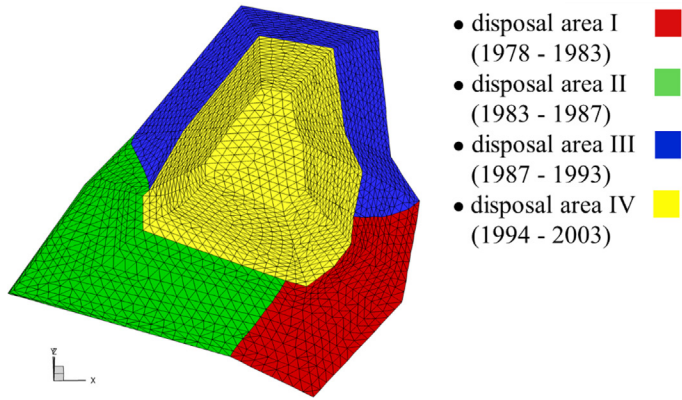 • disposal area I
(1978 - 1983)
• disposal area II
(1983 - 1987)
• disposal area III
(1987 - 1993)
• disposal area IV
(1994 - 2003)
X